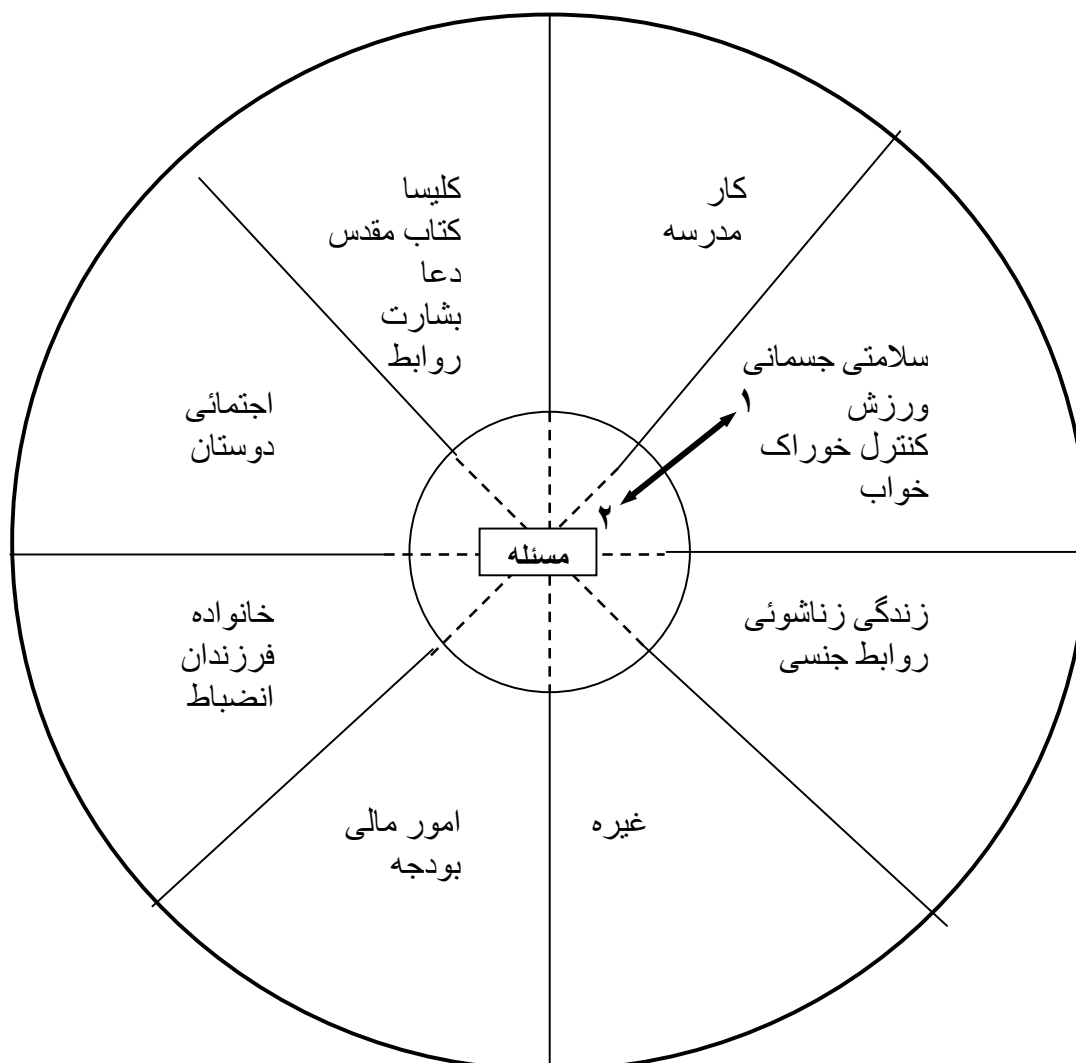 کلیسا
کتاب مقدس
دعا
بشارت
روابط
کار
مدرسه
سلامتی جسمانی
ورزش
کنترل خوراک
خواب
۱
۲
اجتمائی
دوستان
مسئله
خانواده
فرزندان
انضباط
زندگی زناشوئی
روابط جنسی
امور مالی
بودجه
غیره